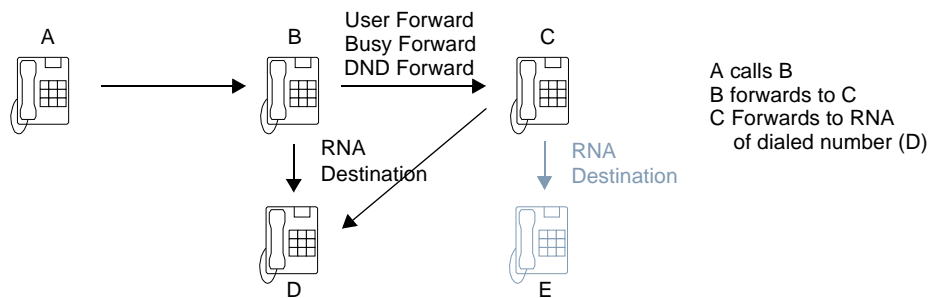 A
B
User Forward
Busy Forward
DND Forward
C
A calls B
B forwards to C
C Forwards to RNA
of dialed number (D)
RNA
Destination
RNA
Destination
D
E